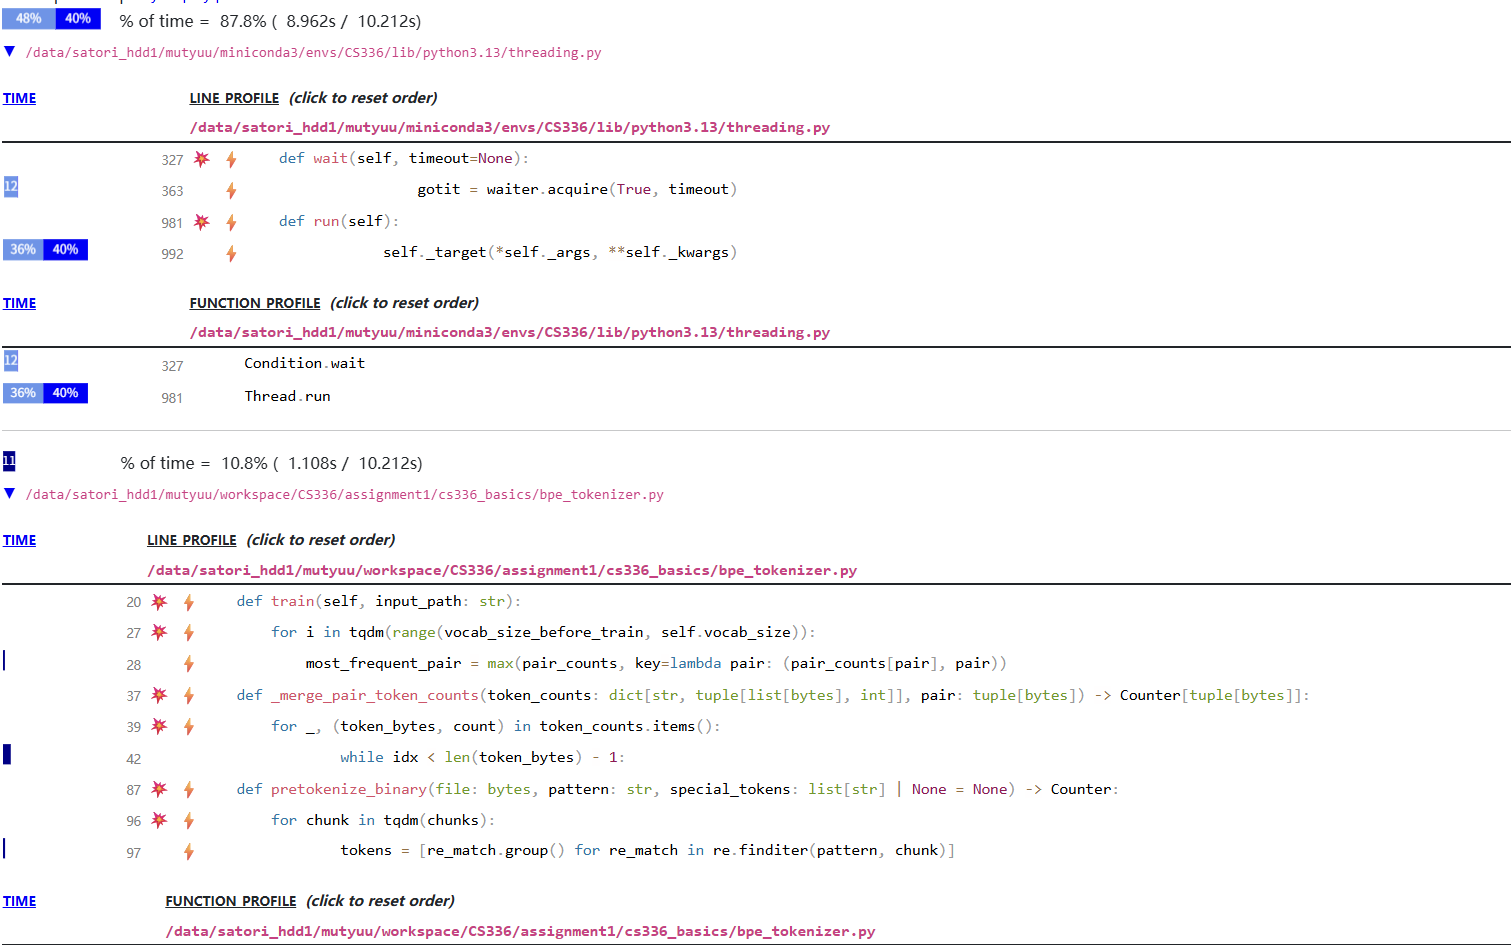 48% 40% % of time = 87.8% ( 8.962s / 10.212s)
▼ /data/satori_hdd1/mutyuu/miniconda3/envs/CS336/lib/python3.13/threading.py
TIME LINE PROFILE (click to reset order)
/data/satori_hdd1/mutyuu/miniconda3/envs/CS336/lib/python3.13/threading.py
327 def wait(self, timeout=None):
12 363 gotit = waiter.acquire(True, timeout)
981 def run(self):
36% 40% 992 self._target(*self._args, **self._kwargs)
TIME FUNCTION PROFILE (click to reset order)
/data/satori_hdd1/mutyuu/miniconda3/envs/CS336/lib/python3.13/threading.py
12 327 Condition.wait
36% 40% 981 Thread.run
11 % of time = 10.8% ( 1.108s / 10.212s)
▼ /data/satori_hdd1/mutyuu/workspace/CS336/assignment1/cs336_basics/bpe_tokenizer.py
TIME LINE PROFILE (click to reset order)
/data/satori_hdd1/mutyuu/workspace/CS336/assignment1/cs336_basics/bpe_tokenizer.py
20 def train(self, input_path: str):
27 for i in tqdm(range(vocab_size_before_train, self.vocab_size)):
28 most_frequent_pair = max(pair_counts, key=lambda pair: (pair_counts[pair], pair))
37 def _merge_pair_token_counts(token_counts: dict[str, tuple[list[bytes], int]], pair: tuple[bytes]) -> Counter[tuple[bytes]]:
39 for _, (token_bytes, count) in token_counts.items():
42 while idx < len(token_bytes) - 1:
87 def pretokenize_binary(file: bytes, pattern: str, special_tokens: list[str] | None = None) -> Counter:
96 for chunk in tqdm(chunks):
97 tokens = [re_match.group() for re_match in re.finditer(pattern, chunk)]
TIME FUNCTION PROFILE (click to reset order)
/data/satori_hdd1/mutyuu/workspace/CS336/assignment1/cs336_basics/bpe_tokenizer.py